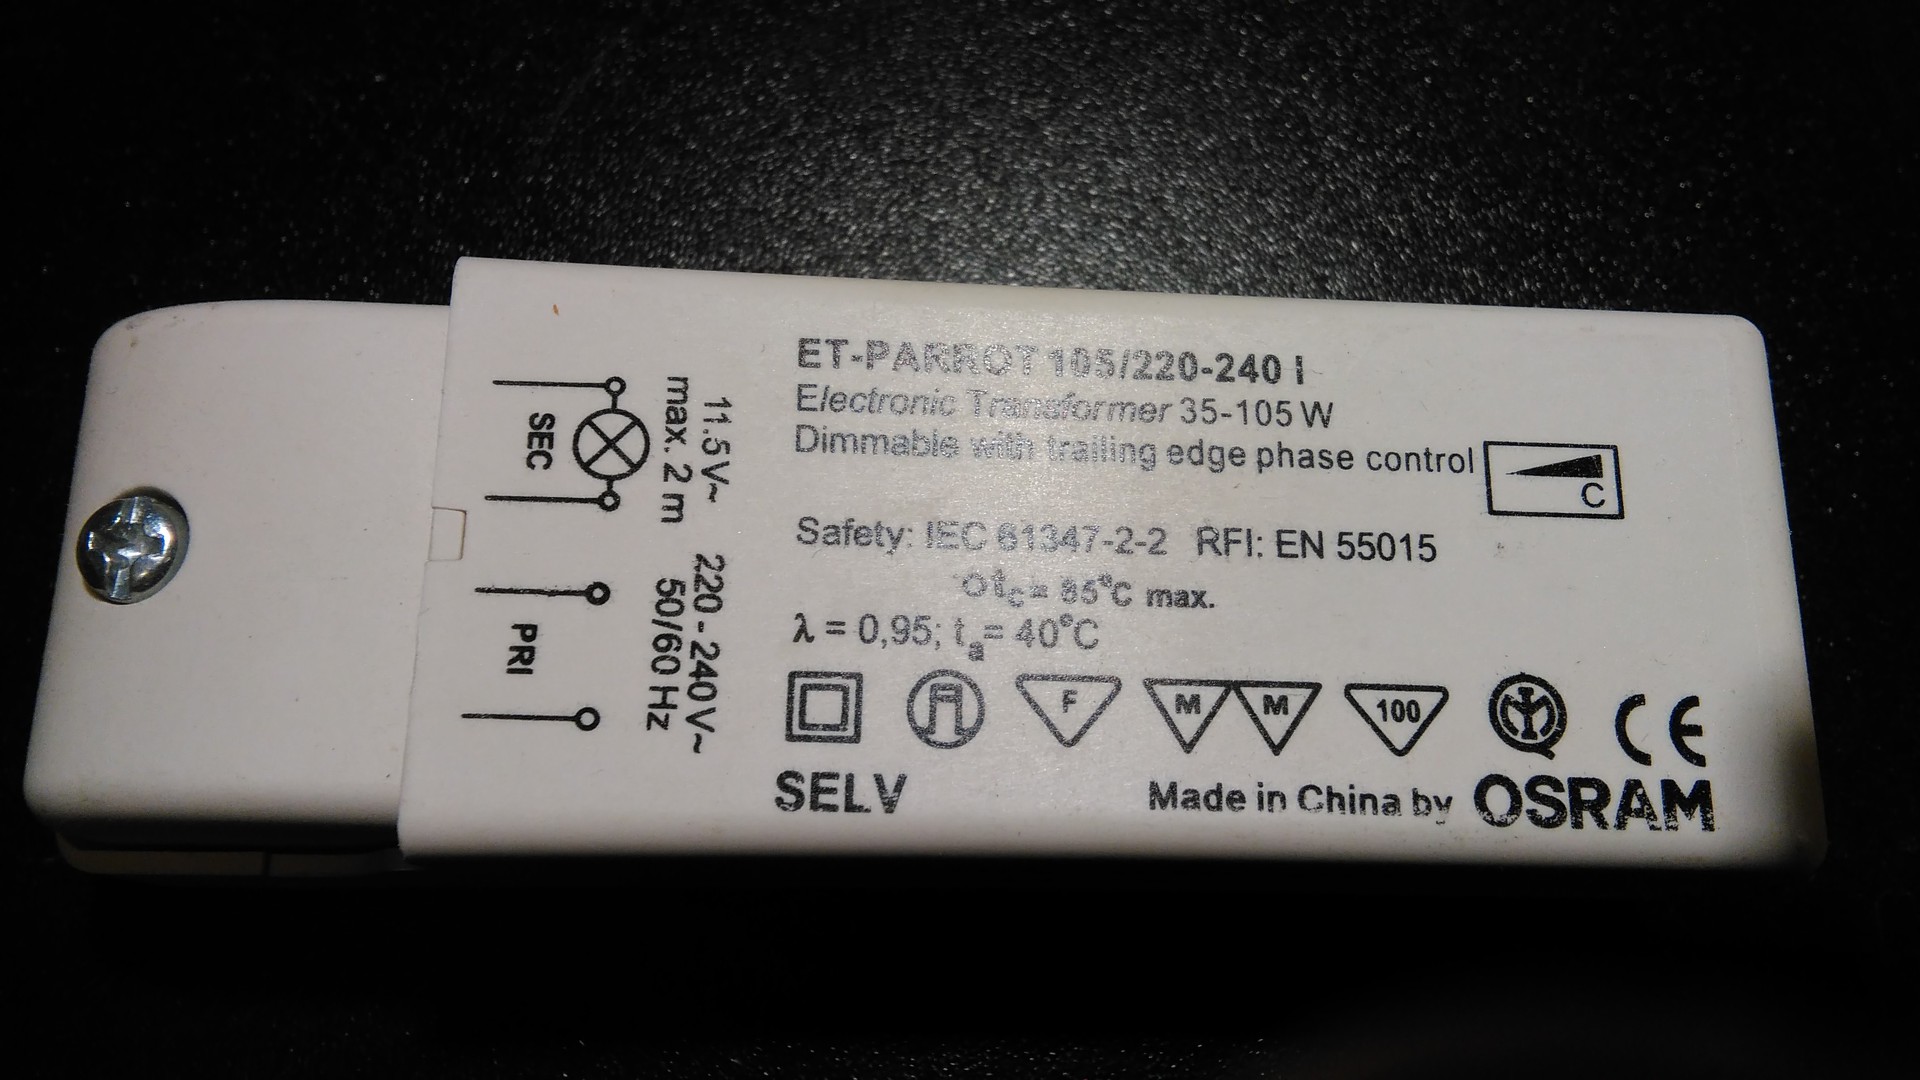 ET-PARROT 105/220-240 I
Electronic Transformer 35-105 W
Dimmable with trailing edge phase control
C
Safety: IEC 61347-2-2 RFI: EN 55015
tc= 85°C max.
λ = 0,95; ta= 40°C
F M M 100 CE
SELV
Made in China by OSRAM
11.5V~
max. 2 m
SEC
220-240V~
50/60 Hz
PRI